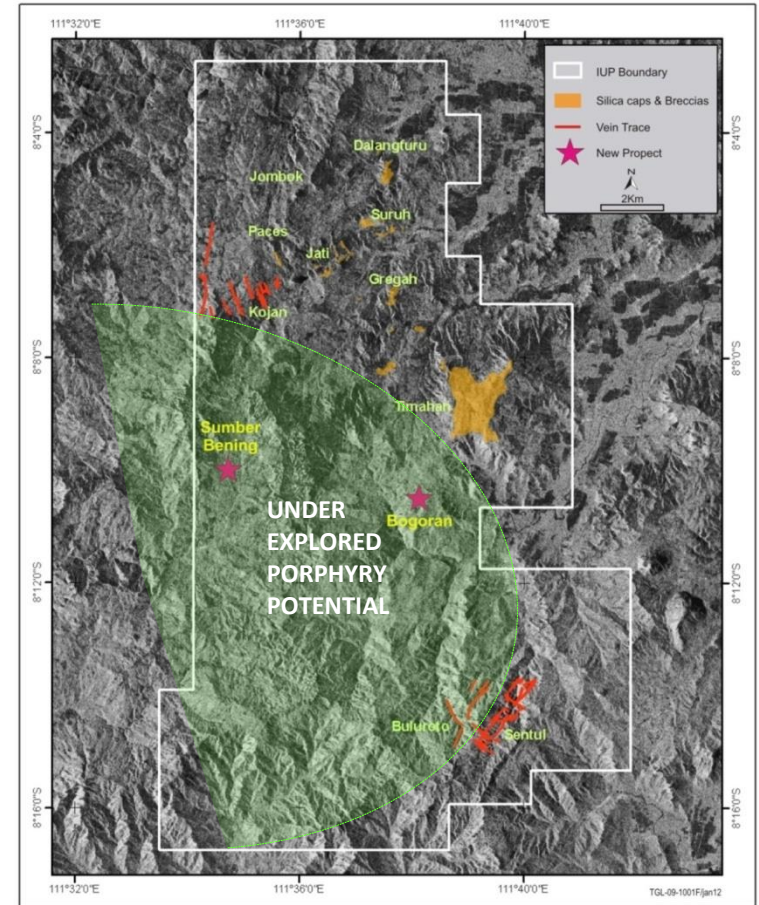 111°32'0"E
111°36'0"E
111°40'0"E
IUP Boundary
Silica caps & Breccias
Vein Trace
New Propect
N
2Km
8°4'0"S
8°4'0"S
Dalangturu
Jombok
Suruh
Paces
Jati
Gregah
Kojan
8°8'0"S
8°8'0"S
Timahan
Sumber
Bening
UNDER
EXPLORED
PORPHYRY
POTENTIAL
Bogoran
8°12'0"S
8°12'0"S
Bulureto
Sentul
8°16'0"S
8°16'0"S
111°32'0"E
111°36'0"E
111°40'0"E
TGL-09-1001F/jan12